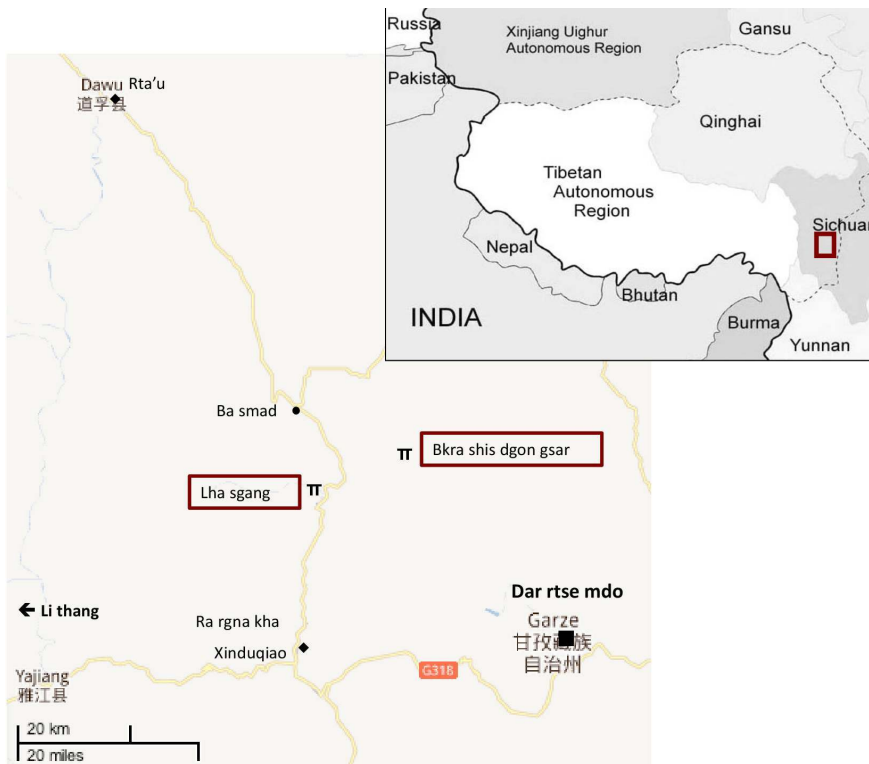 Russia
Xinjiang Uighur
Autonomous Region
Gansu
Pakistan
Qinghai
Tibetan
Autonomous
Region
Sichuan
Nepal
Bhutan
INDIA
Burma
Yunnan
Dawu Rta’u
道孚县
Ba smad
Bkra shis dgon gsar
Lha sgang
Dar rtse mdo
Li thang
Garze
甘孜藏族
自治州
Ra rgna kha
Xinduqiao
G318
Yajiang
雅江县
20 km
20 miles